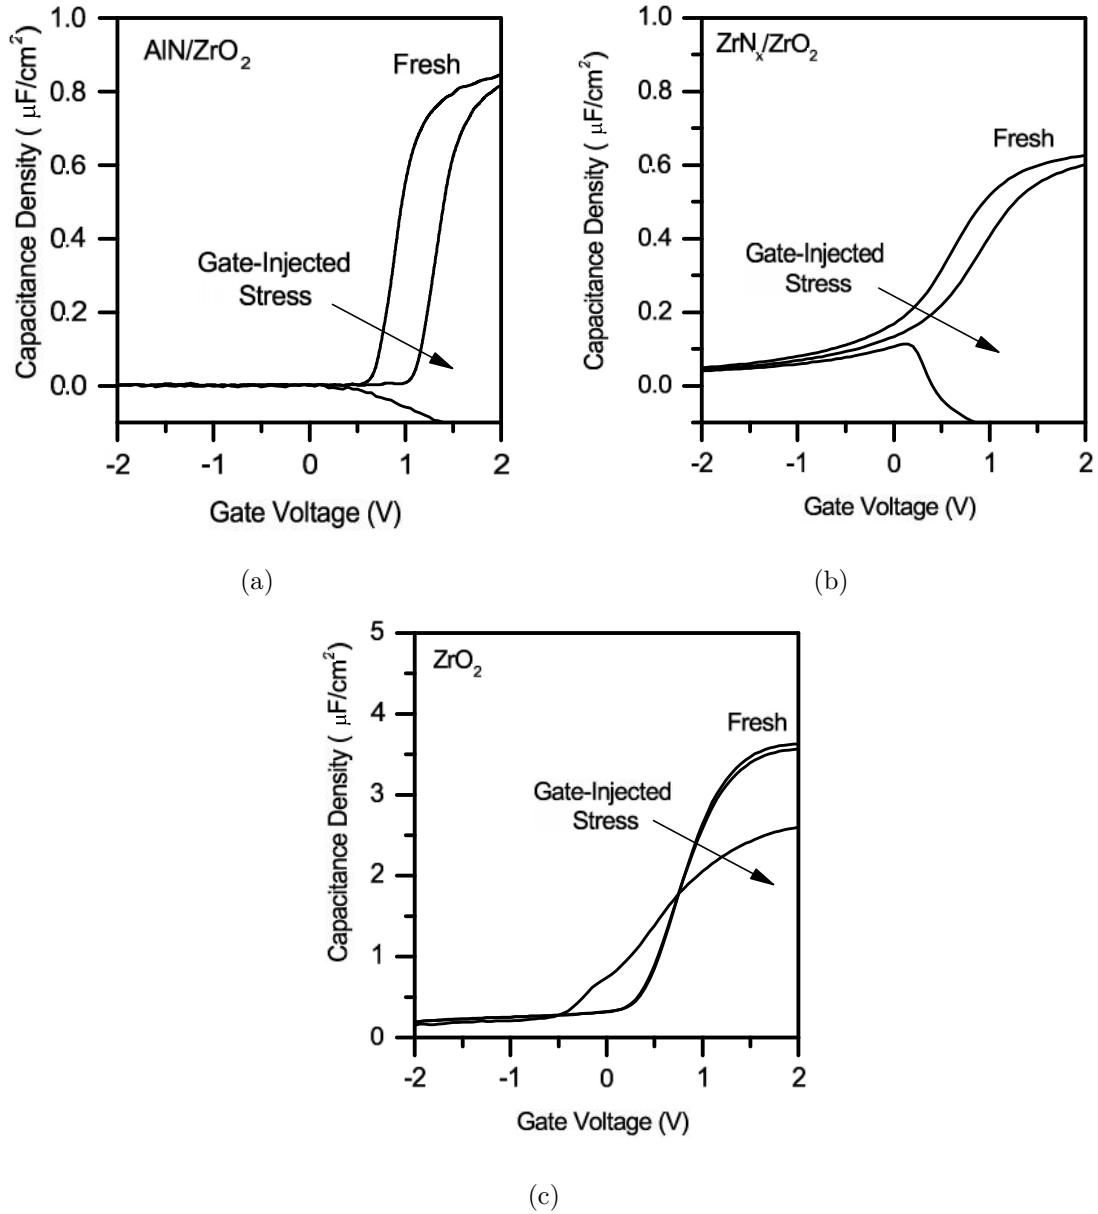 AlN/ZrO₂
Fresh
Gate-Injected
Stress
Capacitance Density ( μF/cm²)
1.0
0.8
0.6
0.4
0.2
0.0
-2 -1 0 1 2
Gate Voltage (V)
(a)
ZrNₓ/ZrO₂
Fresh
Gate-Injected
Stress
Capacitance Density ( μF/cm²)
1.0
0.8
0.6
0.4
0.2
0.0
-2 -1 0 1 2
Gate Voltage (V)
(b)
ZrO₂
Fresh
Gate-Injected
Stress
Capacitance Density ( μF/cm²)
5
4
3
2
1
0
-2 -1 0 1 2
Gate Voltage (V)
(c)